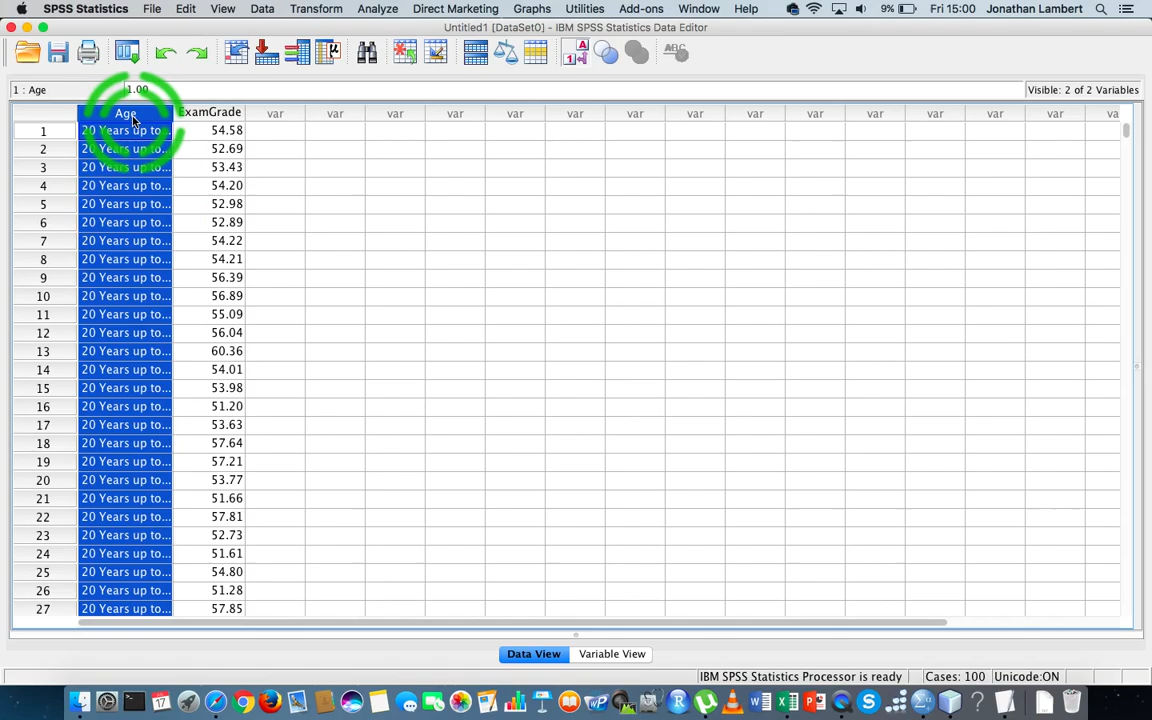 SPSS Statistics File Edit View Data Transform Analyze Direct Marketing Graphs Utilities Add-ons Window Help 9% Fri 15:00 Jonathan Lambert
Untitled1 [DataSet0] - IBM SPSS Statistics Data Editor
1 : Age 1.00 Visible: 2 of 2 Variables
Age ExamGrade var var var var var var var var var var var var var var va
1 20 Years up to... 54.58
2 20 Years up to... 52.69
3 20 Years up to... 53.43
4 20 Years up to... 54.20
5 20 Years up to... 52.98
6 20 Years up to... 52.89
7 20 Years up to... 54.22
8 20 Years up to... 54.21
9 20 Years up to... 56.39
10 20 Years up to... 56.89
11 20 Years up to... 55.09
12 20 Years up to... 56.04
13 20 Years up to... 60.36
14 20 Years up to... 54.01
15 20 Years up to... 53.98
16 20 Years up to... 51.20
17 20 Years up to... 53.63
18 20 Years up to... 57.64
19 20 Years up to... 57.21
20 20 Years up to... 53.77
21 20 Years up to... 51.66
22 20 Years up to... 57.81
23 20 Years up to... 52.73
24 20 Years up to... 51.61
25 20 Years up to... 54.80
26 20 Years up to... 51.28
27 20 Years up to... 57.85
Data View Variable View
IBM SPSS Statistics Processor is ready Cases: 100 Unicode:ON